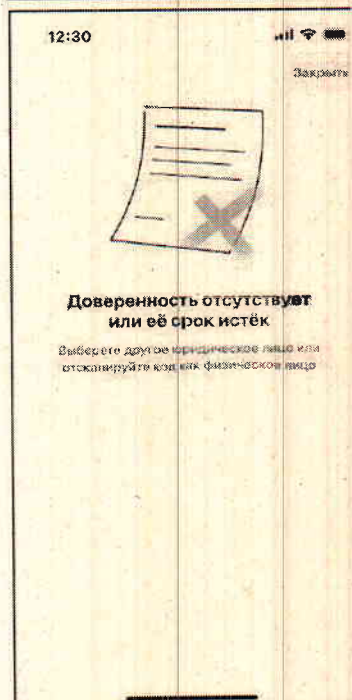 12:30
Закрыть
Доверенность отсутствует
или её срок истёк
Выберете другое юридическое лицо или
отсканируйте код как физическое лицо